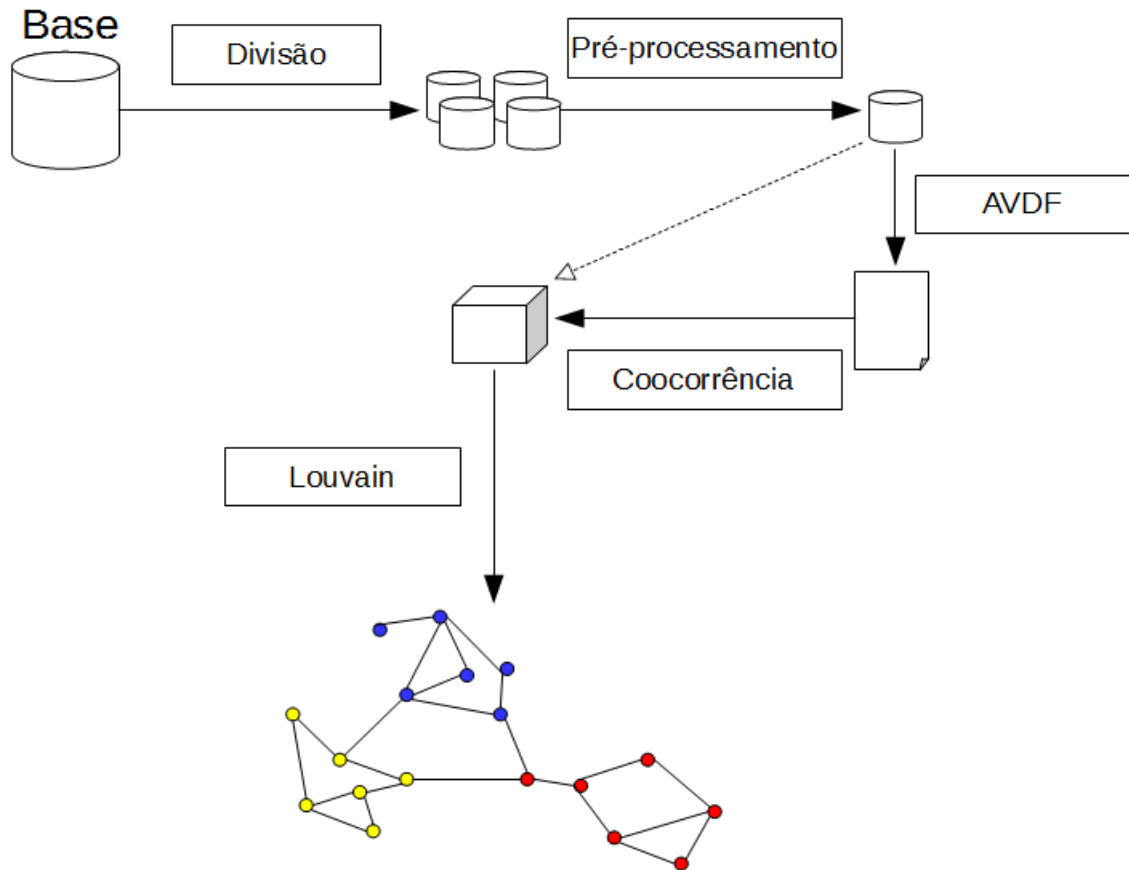 Base
Divisão
Pré-processamento
AVDF
Coocorrência
Louvain